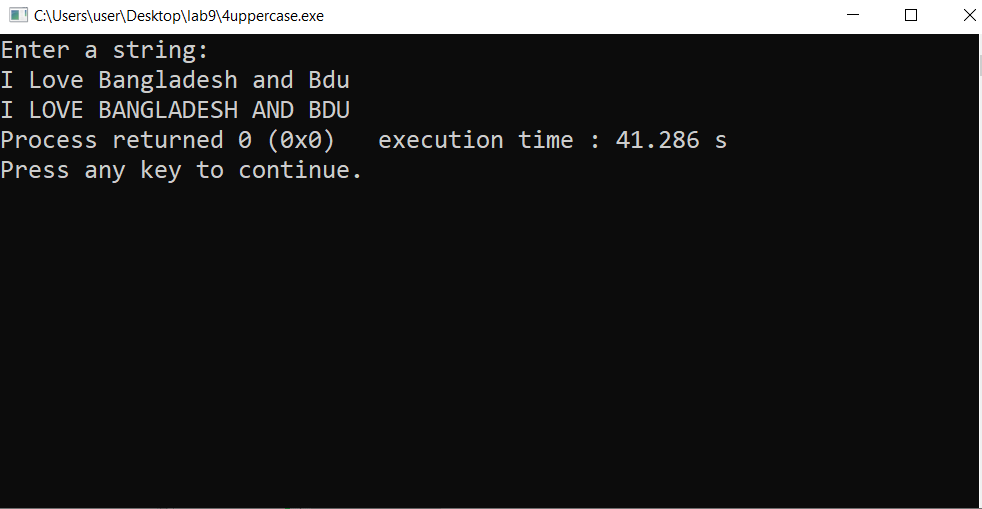 C:\Users\user\Desktop\lab9\4uppercase.exe
Enter a string:
I Love Bangladesh and Bdu
I LOVE BANGLADESH AND BDU
Process returned 0 (0x0)   execution time : 41.286 s
Press any key to continue.